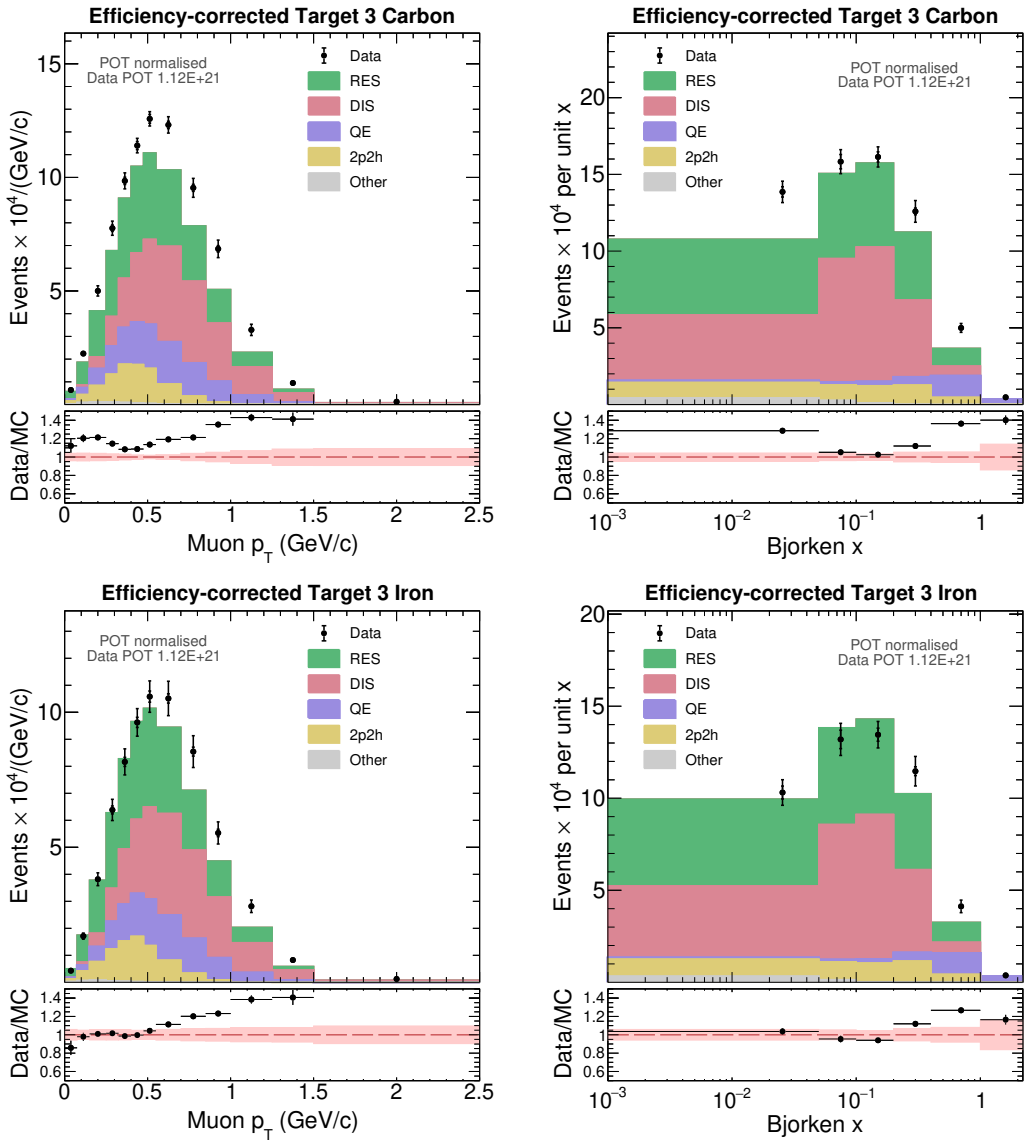 Efficiency-corrected Target 3 Carbon
POT normalised
Data POT 1.12E+21
Data
RES
DIS
QE
2p2h
Other
Events × 10⁴/(GeV/c)
15
10
5
Data/MC
1.4
1.2
1
0.8
0.6
0
0.5
1
1.5
2
2.5
Muon p_T (GeV/c)
Efficiency-corrected Target 3 Carbon
POT normalised
Data POT 1.12E+21
Data
RES
DIS
QE
2p2h
Other
Events × 10⁴ per unit x
20
15
10
5
Data/MC
1.4
1.2
1
0.8
0.6
10⁻³
10⁻²
10⁻¹
1
Bjorken x
Efficiency-corrected Target 3 Iron
POT normalised
Data POT 1.12E+21
Data
RES
DIS
QE
2p2h
Other
Events × 10⁴/(GeV/c)
10
5
Data/MC
1.4
1.2
1
0.8
0.6
0
0.5
1
1.5
2
2.5
Muon p_T (GeV/c)
Efficiency-corrected Target 3 Iron
POT normalised
Data POT 1.12E+21
Data
RES
DIS
QE
2p2h
Other
Events × 10⁴ per unit x
20
15
10
5
Data/MC
1.4
1.2
1
0.8
0.6
10⁻³
10⁻²
10⁻¹
1
Bjorken x